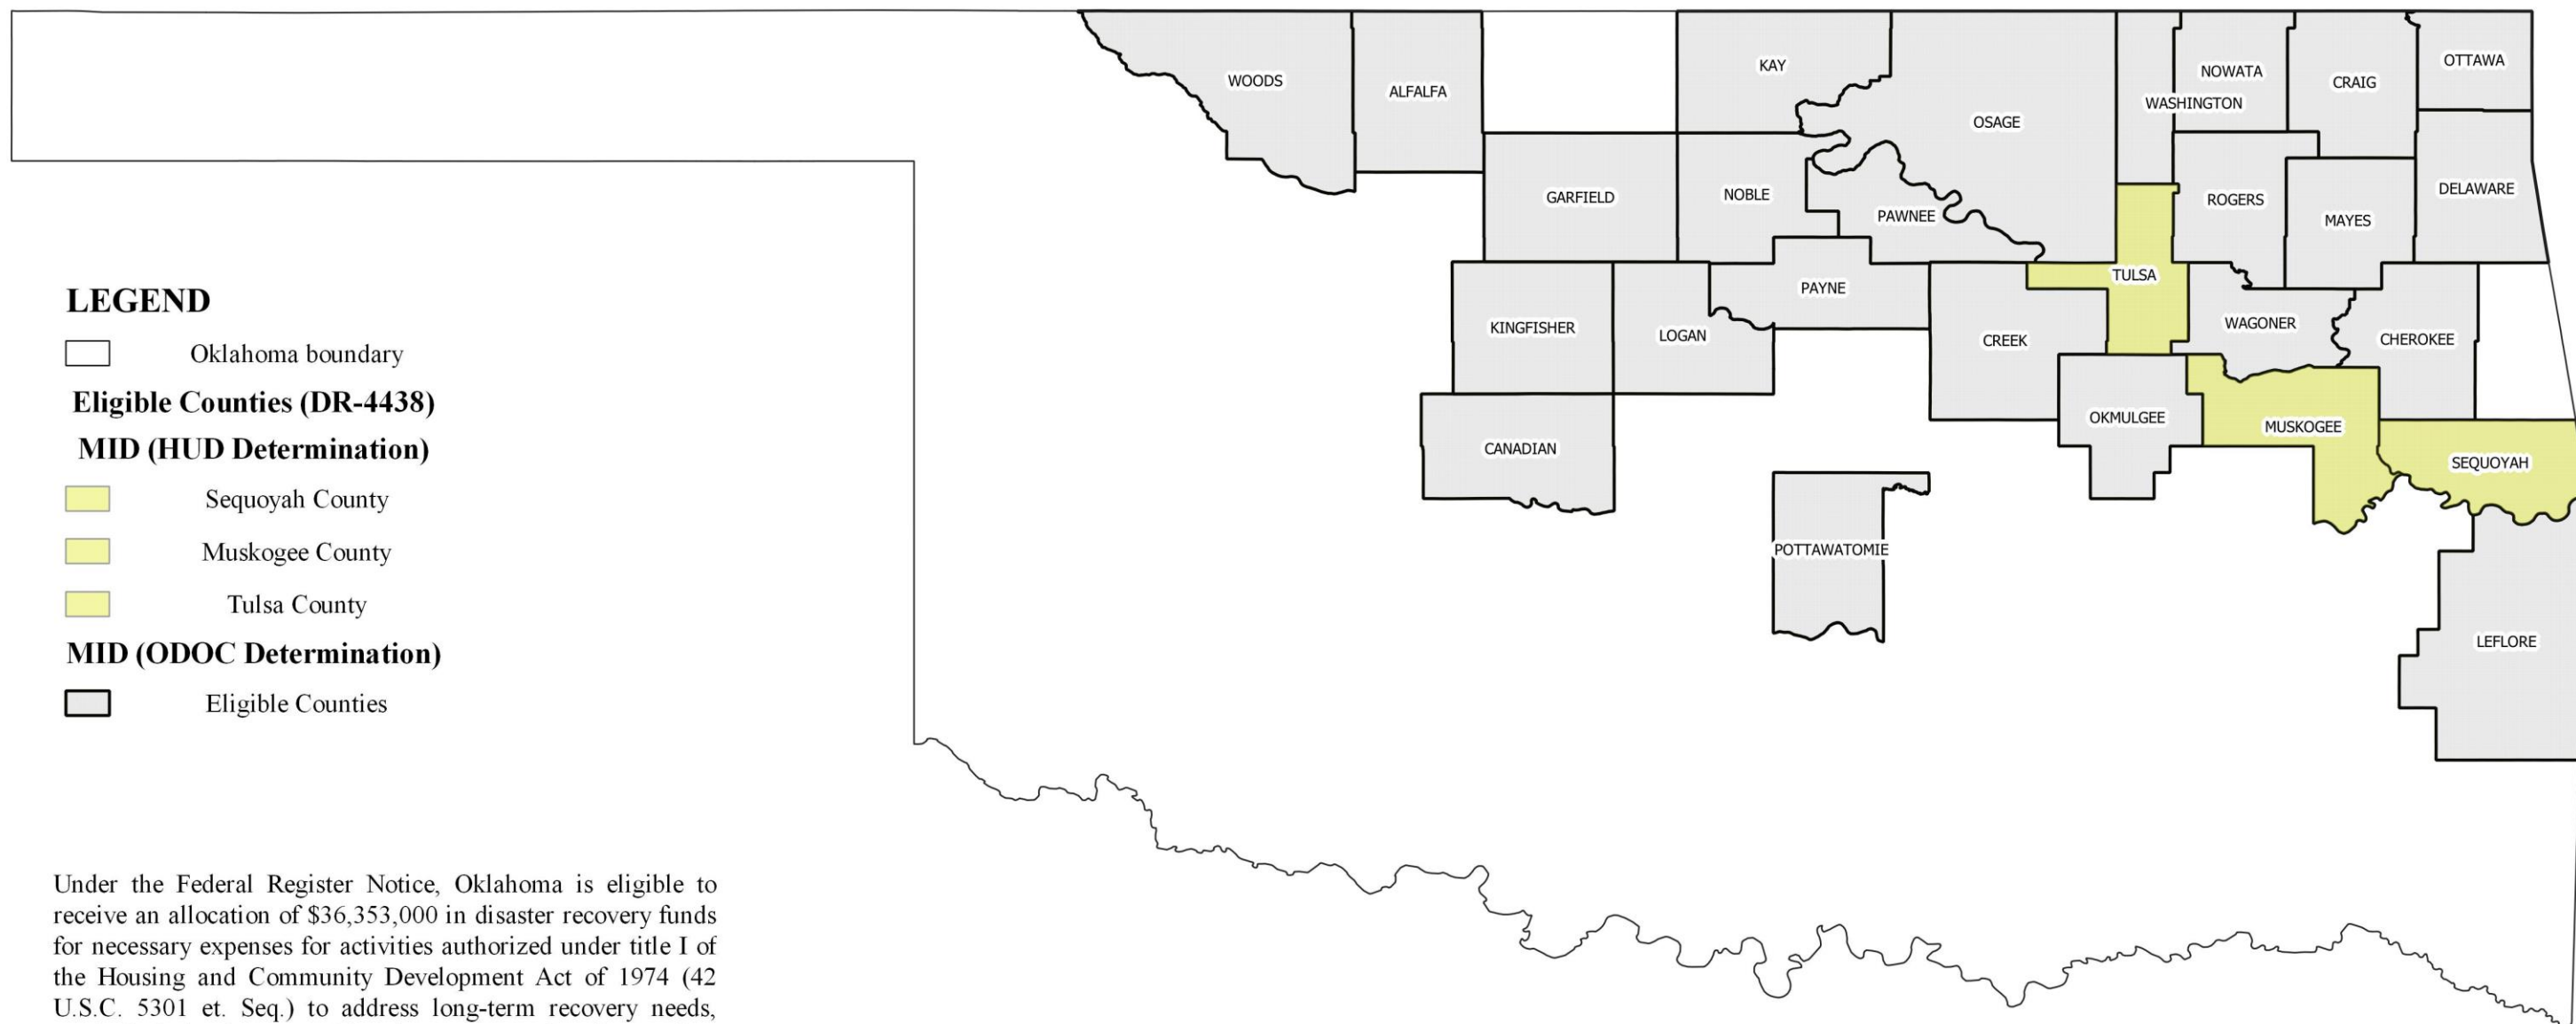 WOODS
ALFALFA
KAY
OSAGE
WASHINGTON
NOWATA
CRAIG
OTTAWA
GARFIELD
NOBLE
PAWNEE
ROGERS
MAYES
DELAWARE
KINGFISHER
LOGAN
PAYNE
CREEK
TULSA
WAGONER
CHEROKEE
CANADIAN
OKMULGEE
MUSKOGEE
SEQUOYAH
POTTAWATOMIE
LEFLORE
LEGEND
Oklahoma boundary
Eligible Counties (DR-4438)
MID (HUD Determination)
Sequoyah County
Muskogee County
Tulsa County
MID (ODOC Determination)
Eligible Counties
Under the Federal Register Notice, Oklahoma is eligible to
receive an allocation of $36,353,000 in disaster recovery funds
for necessary expenses for activities authorized under title I of
the Housing and Community Development Act of 1974 (42
U.S.C. 5301 et. Seq.) to address long-term recovery needs,